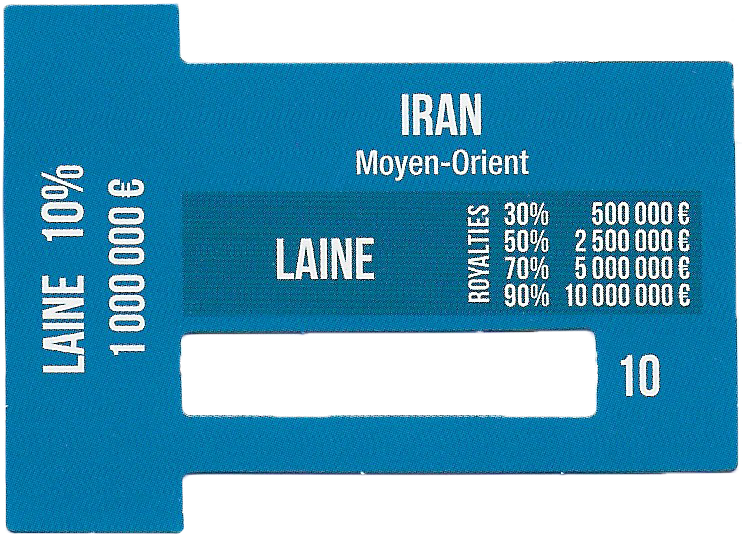 LAINE 10%
1 000 000 €
IRAN
Moyen-Orient
LAINE
ROYALTIES
30% 500 000 €
50% 2 500 000 €
70% 5 000 000 €
90% 10 000 000 €
10